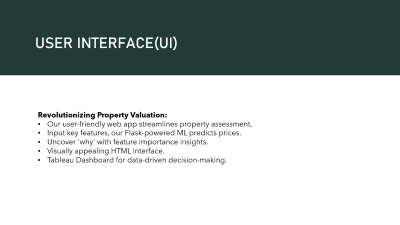 USER INTERFACE(UI)
Revolutionizing Property Valuation:
• Our user-friendly web app streamlines property assessment.
• Input key features, our Flask-powered ML predicts prices.
• Uncover 'why' with feature importance insights.
• Visually appealing HTML interface.
• Tableau Dashboard for data-driven decision-making.